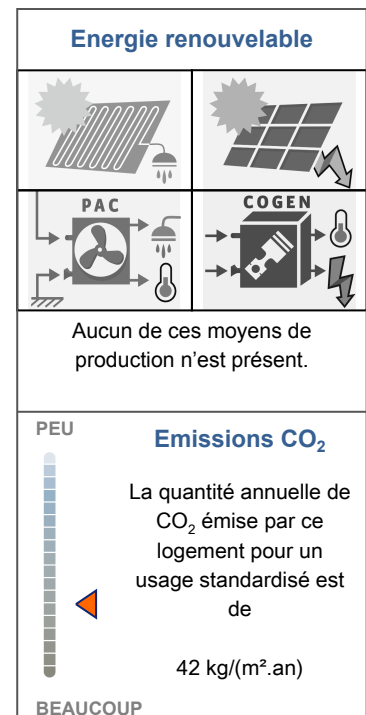 Energie renouvelable
PAC
COGEN
Aucun de ces moyens de
production n'est présent.
PEU
Emissions CO₂
La quantité annuelle de
CO₂ émise par ce
logement pour un
usage standardisé est
de
42 kg/(m².an)
BEAUCOUP